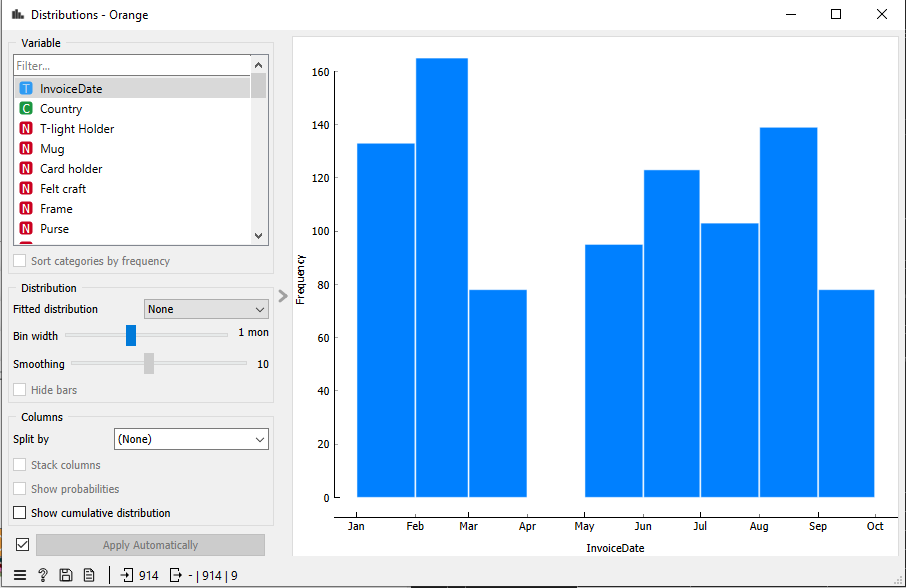 Distributions - Orange
Variable
Filter...
T InvoiceDate
C Country
N T-light Holder
N Mug
N Card holder
N Felt craft
N Frame
N Purse
Sort categories by frequency
Distribution
Fitted distribution None
Bin width 1 mon
Smoothing 10
Hide bars
Columns
Split by (None)
Stack columns
Show probabilities
Show cumulative distribution
Apply Automatically
? 914 - | 914 | 9
160
140
120
100
80
60
40
20
0
Frequency
Jan Feb Mar Apr May Jun Jul Aug Sep Oct
InvoiceDate